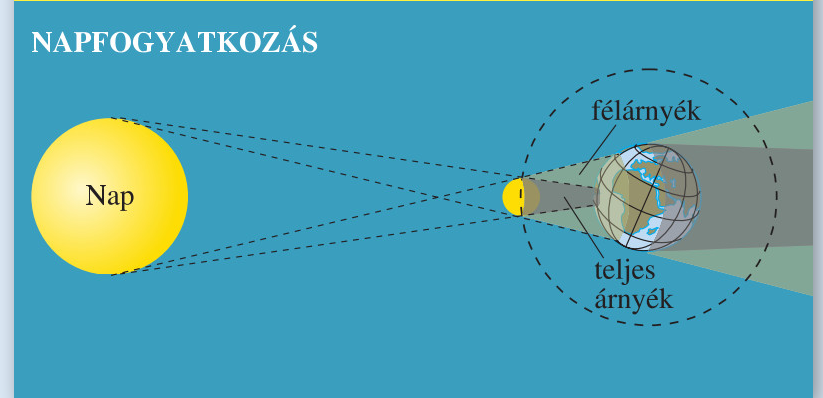 NAPFOGYATKOZÁS
félárnyék
Nap
teljes
árnyék